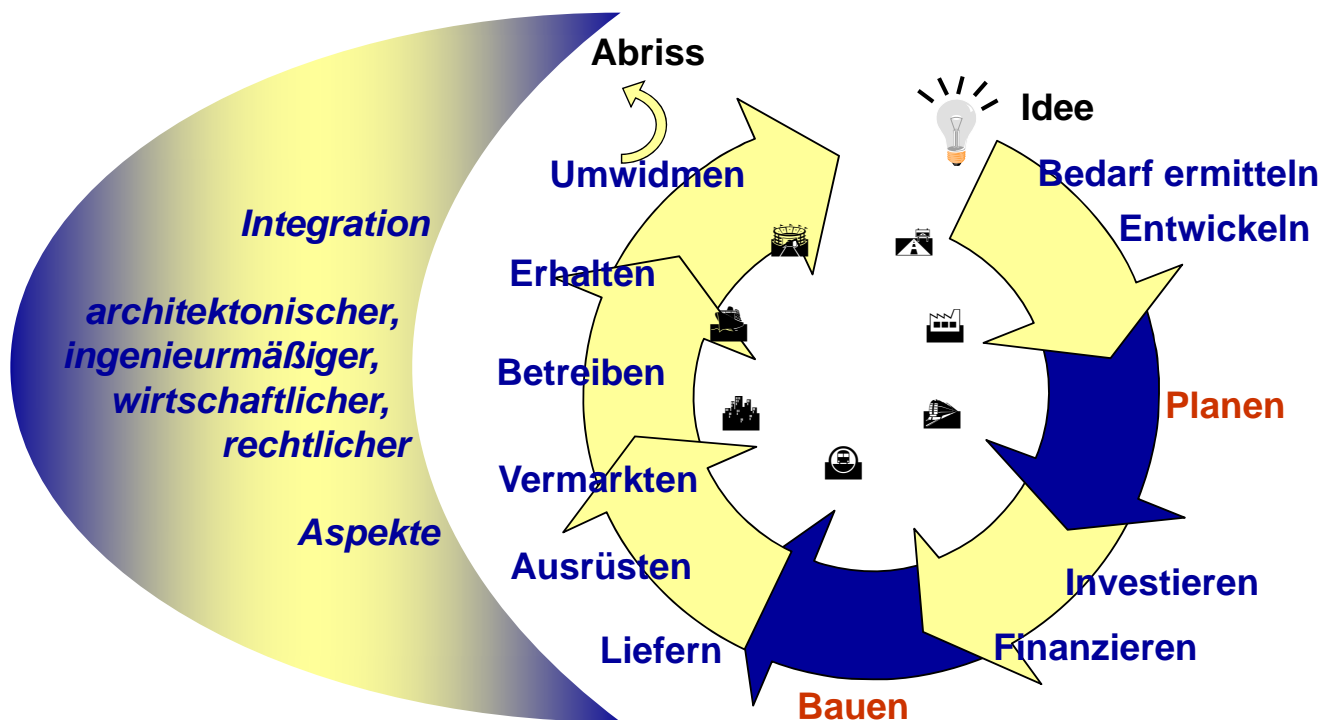 Integration
architektonischer,
ingenieurmäßiger,
wirtschaftlicher,
rechtlicher
Aspekte
Abriss
Idee
Bedarf ermitteln
Entwickeln
Planen
Investieren
Finanzieren
Bauen
Liefern
Ausrüsten
Vermarkten
Betreiben
Erhalten
Umwidmen